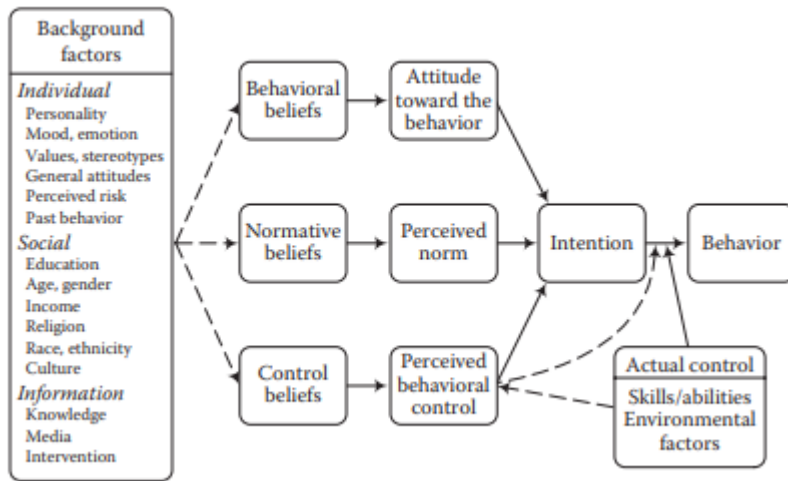 Background
factors
Individual
Personality
Mood, emotion
Values, stereotypes
General attitudes
Perceived risk
Past behavior
Social
Education
Age, gender
Income
Religion
Race, ethnicity
Culture
Information
Knowledge
Media
Intervention
Behavioral
beliefs
Attitude
toward the
behavior
Normative
beliefs
Perceived
norm
Intention
Behavior
Control
beliefs
Perceived
behavioral
control
Actual control
Skills/abilities
Environmental
factors